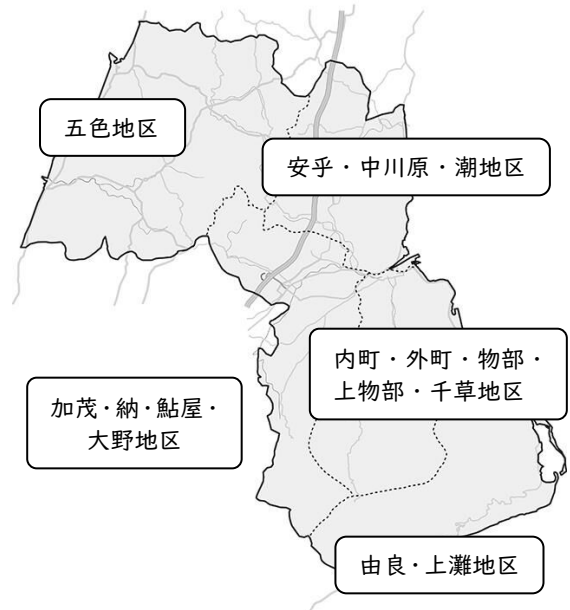 五色地区
安乎・中川原・潮地区
内町・外町・物部・
上物部・千草地区
加茂・納・鮎屋・
大野地区
由良・上灘地区